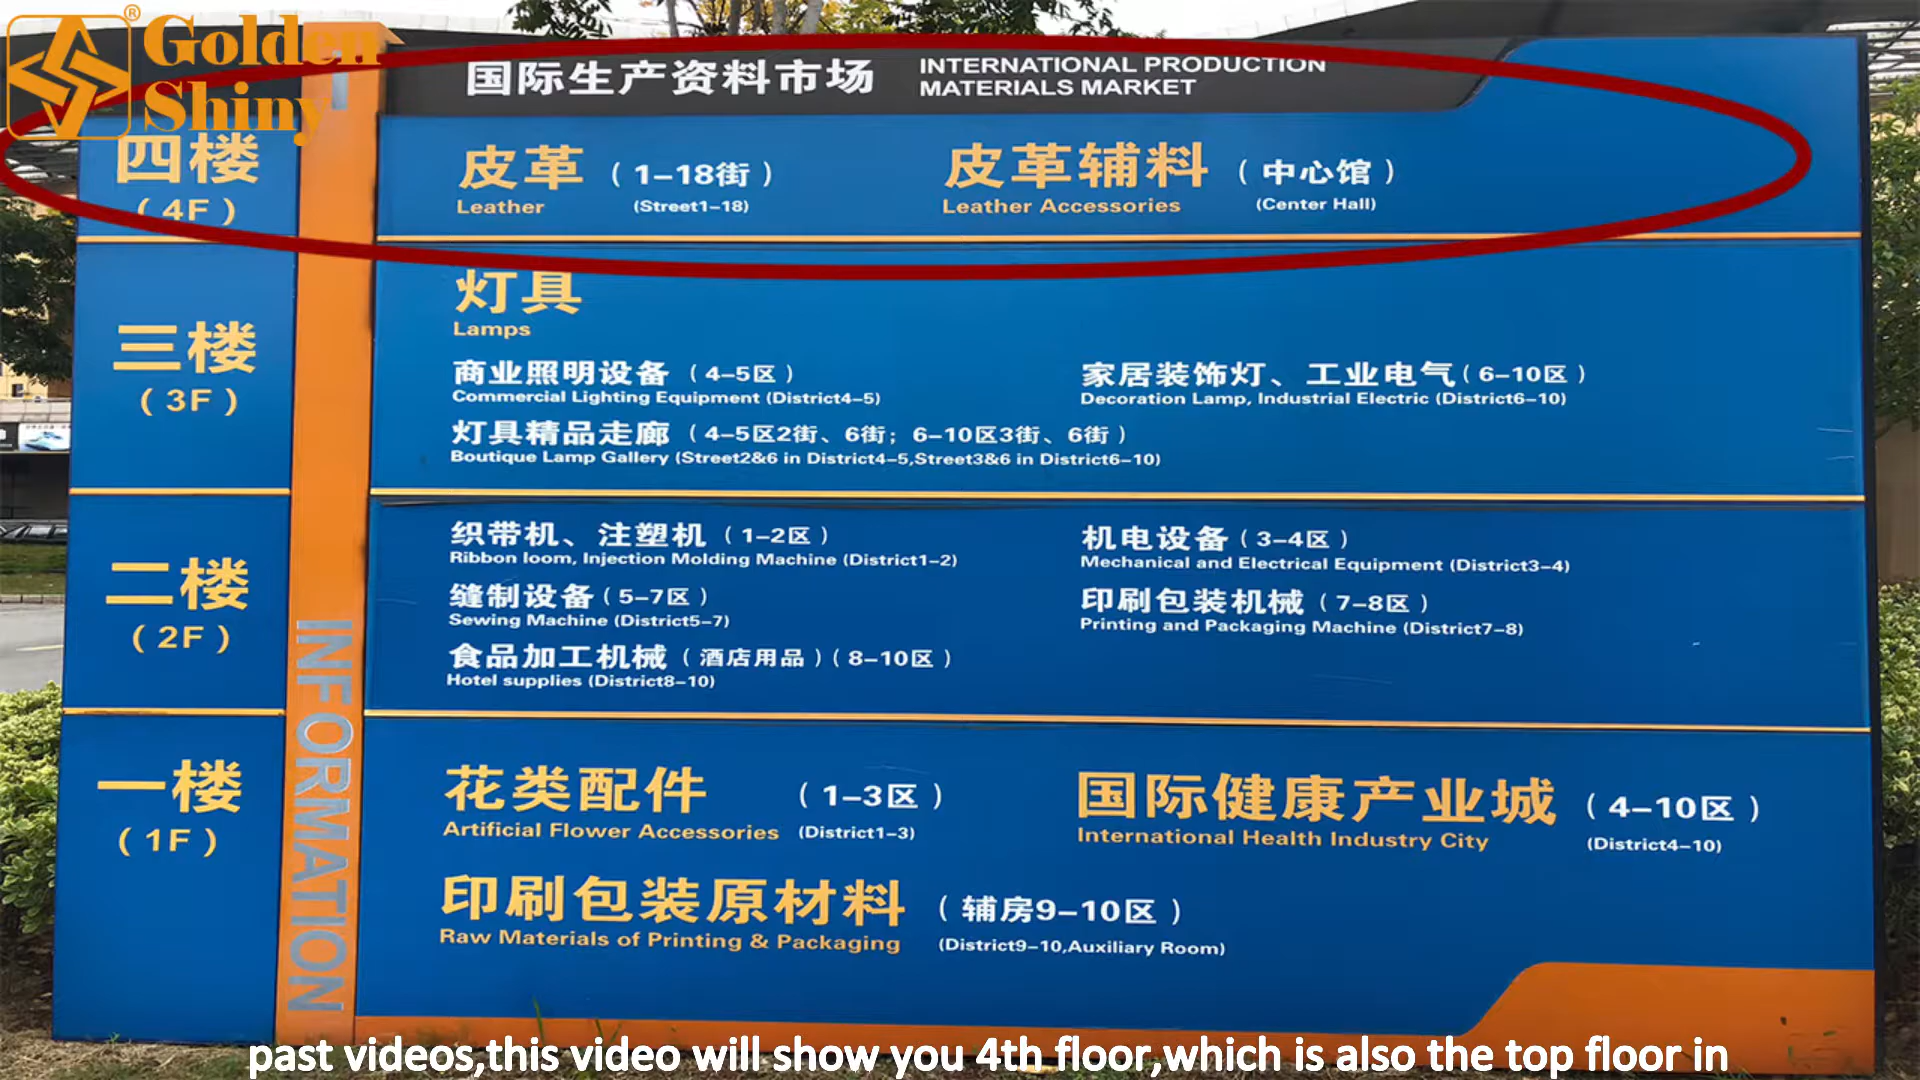 Golden
Shiny
®
国际生产资料市场
INTERNATIONAL PRODUCTION
MATERIALS MARKET
四楼
(4F)
皮革 (1-18街)
Leather (Street1-18)
皮革辅料 (中心馆)
Leather Accessories (Center Hall)
三楼
(3F)
灯具
Lamps
商业照明设备 (4-5区)
Commercial Lighting Equipment (District4-5)
家居装饰灯、工业电气(6-10区)
Decoration Lamp, Industrial Electric (District6-10)
灯具精品走廊 (4-5区2街、6街; 6-10区3街、6街)
Boutique Lamp Gallery (Street2&6 in District4-5,Street3&6 in District6-10)
二楼
(2F)
织带机、注塑机 (1-2区)
Ribbon loom, Injection Molding Machine (District1-2)
机电设备(3-4区)
Mechanical and Electrical Equipment (District3-4)
缝制设备(5-7区)
Sewing Machine (District5-7)
印刷包装机械 (7-8区)
Printing and Packaging Machine (District7-8)
食品加工机械 (酒店用品)(8-10区)
Hotel supplies (District8-10)
INFORMATION
一楼
(1F)
花类配件 (1-3区)
Artificial Flower Accessories (District1-3)
国际健康产业城 (4-10区)
International Health Industry City (District4-10)
印刷包装原材料 (辅房9-10区)
Raw Materials of Printing & Packaging (District9-10,Auxiliary Room)
past videos,this video will show you 4th floor,which is also the top floor in